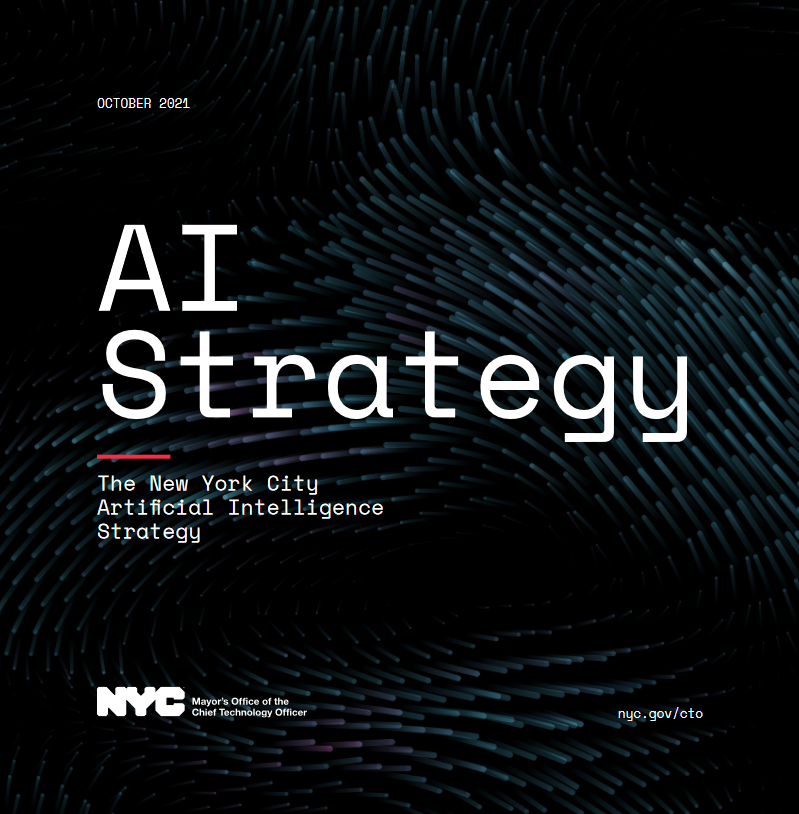 OCTOBER 2021
AI
Strategy
The New York City
Artificial Intelligence
Strategy
NYC Mayor's Office of the
Chief Technology Officer
nyc.gov/cto